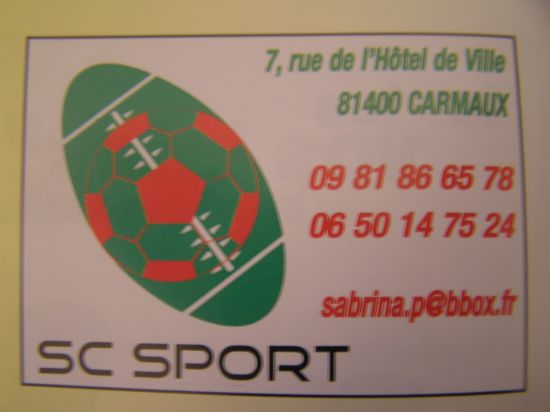 7, rue de l'Hôtel de Ville
81400 CARMAUX
09 81 86 65 78
06 50 14 75 24
sabrina.p@bbox.fr
SC SPORT